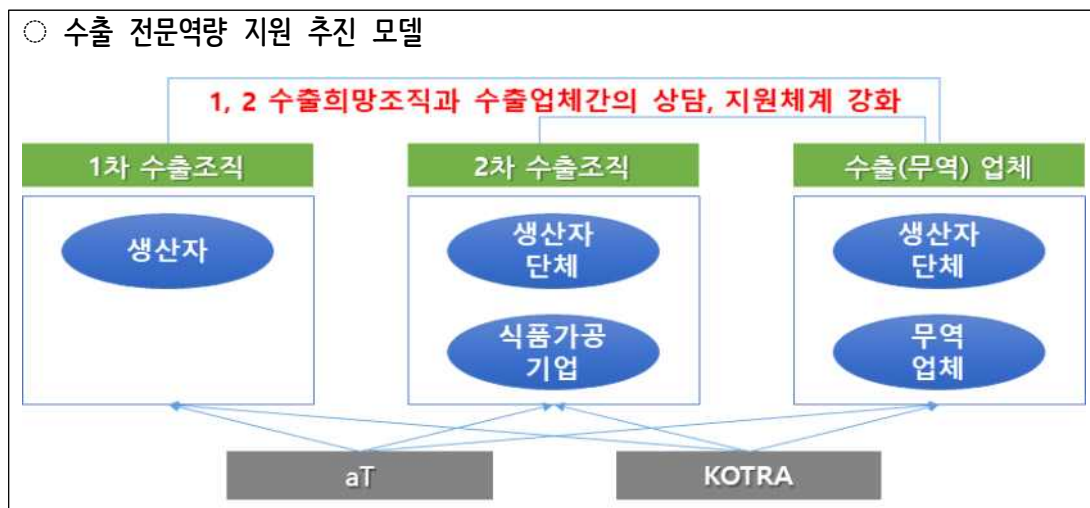 ○ 수출 전문역량 지원 추진 모델
1, 2 수출희망조직과 수출업체간의 상담, 지원체계 강화
1차 수출조직
2차 수출조직
수출(무역) 업체
생산자
생산자
단체
생산자
단체
식품가공
기업
무역
업체
aT
KOTRA